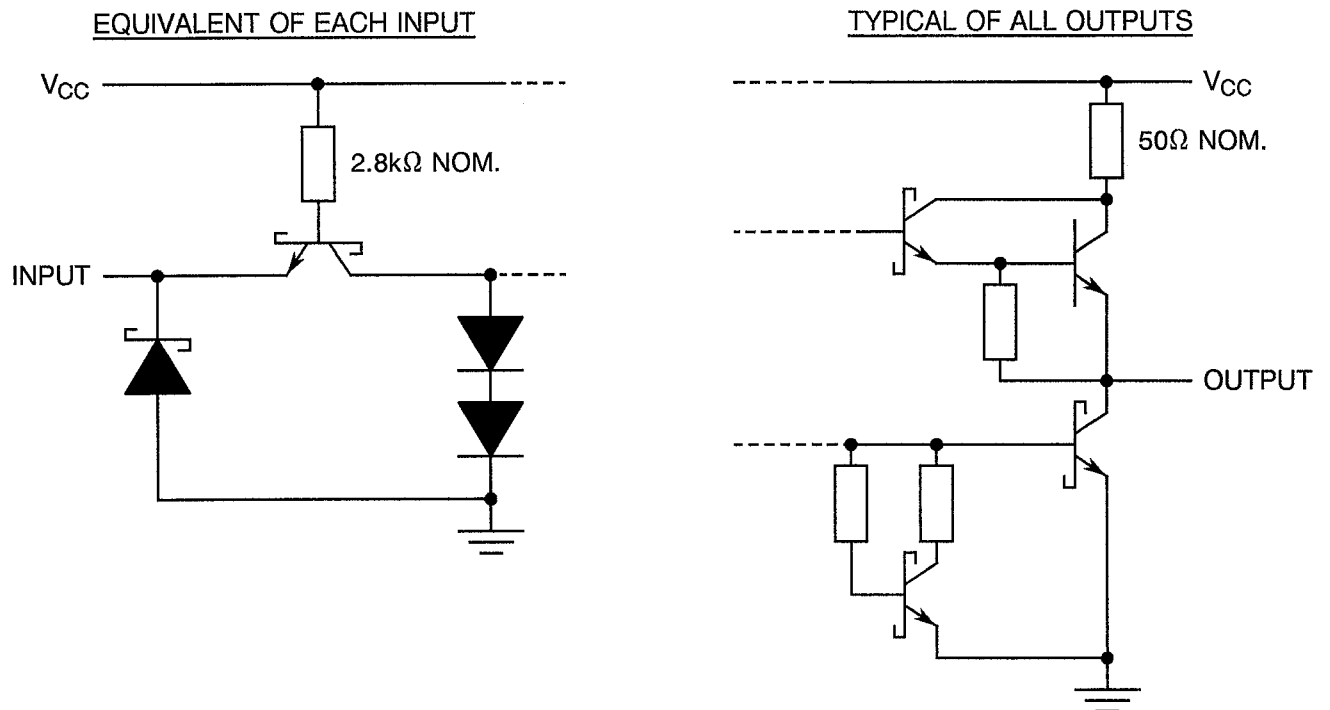 EQUIVALENT OF EACH INPUT
VCC
2.8kΩ NOM.
INPUT
TYPICAL OF ALL OUTPUTS
VCC
50Ω NOM.
OUTPUT